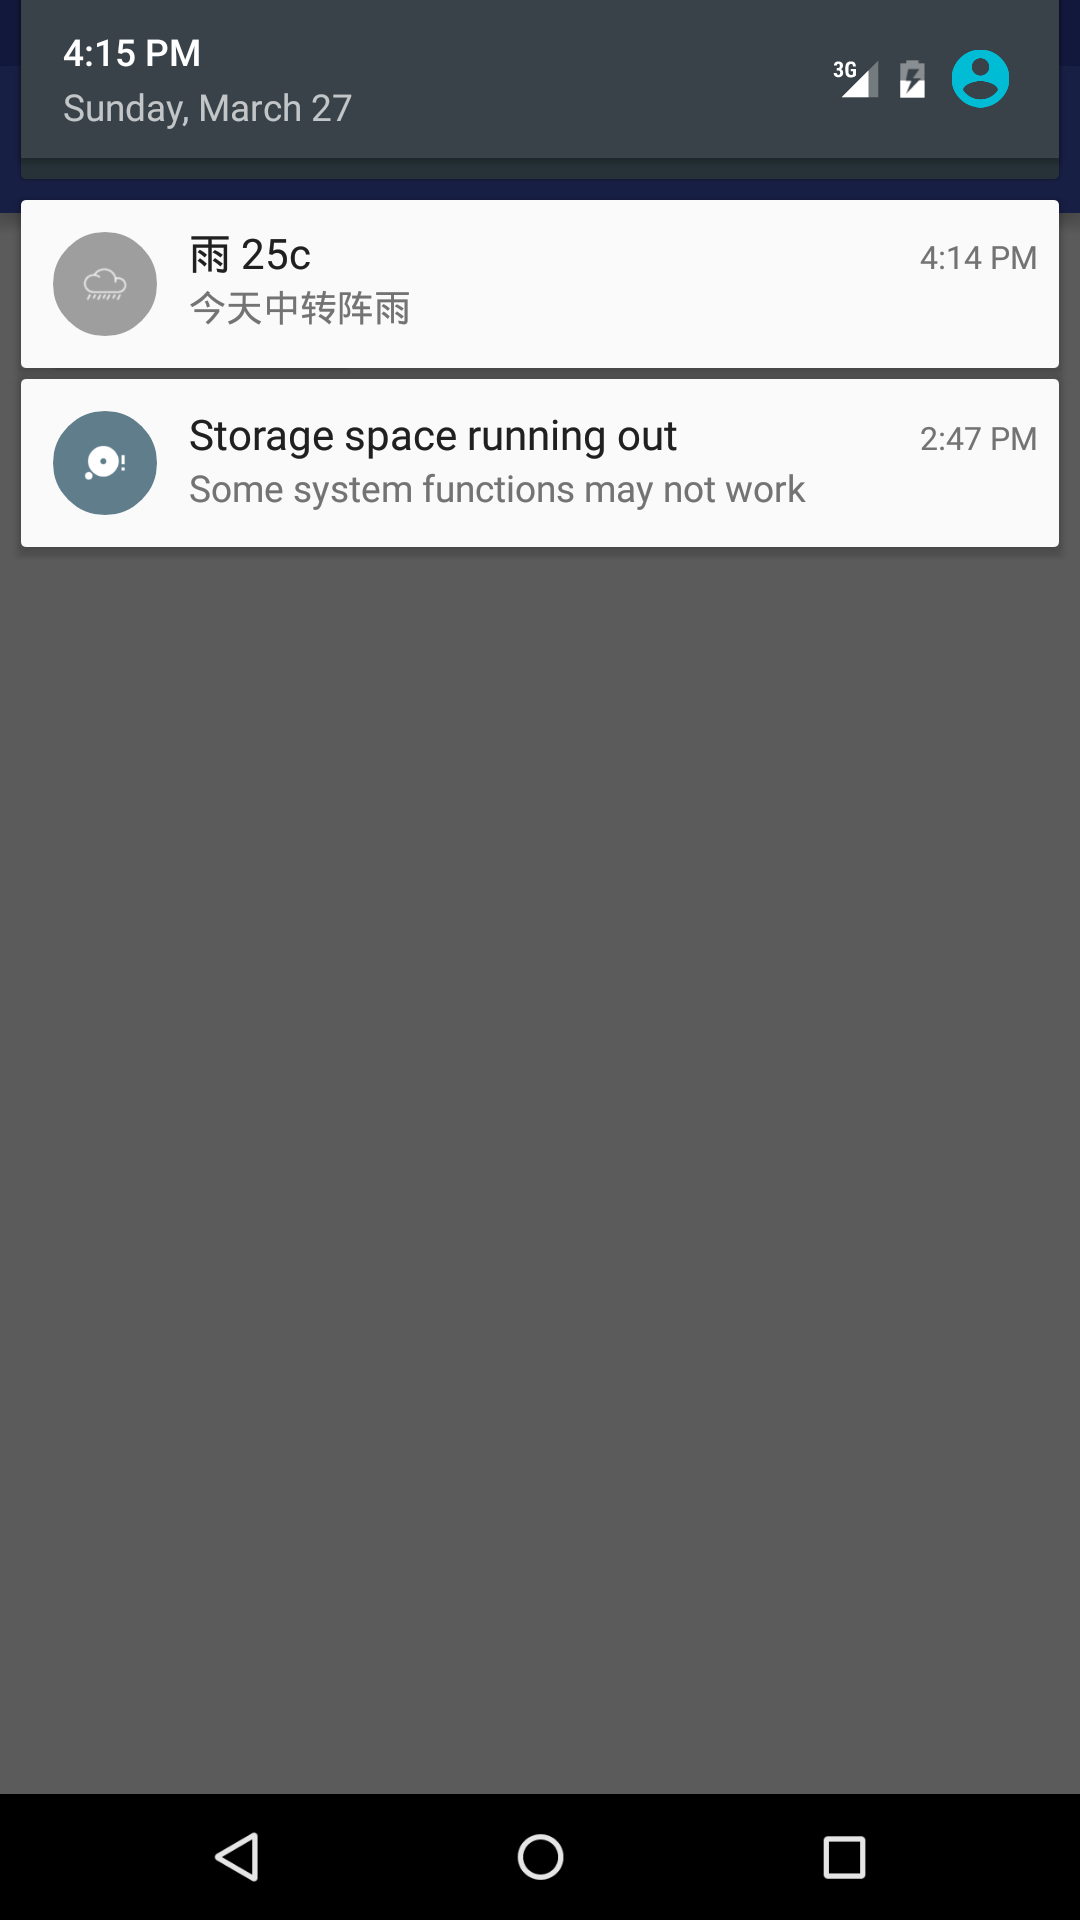 4:15 PM
Sunday, March 27
3G
雨 25c
4:14 PM
今天中转阵雨
Storage space running out
2:47 PM
Some system functions may not work